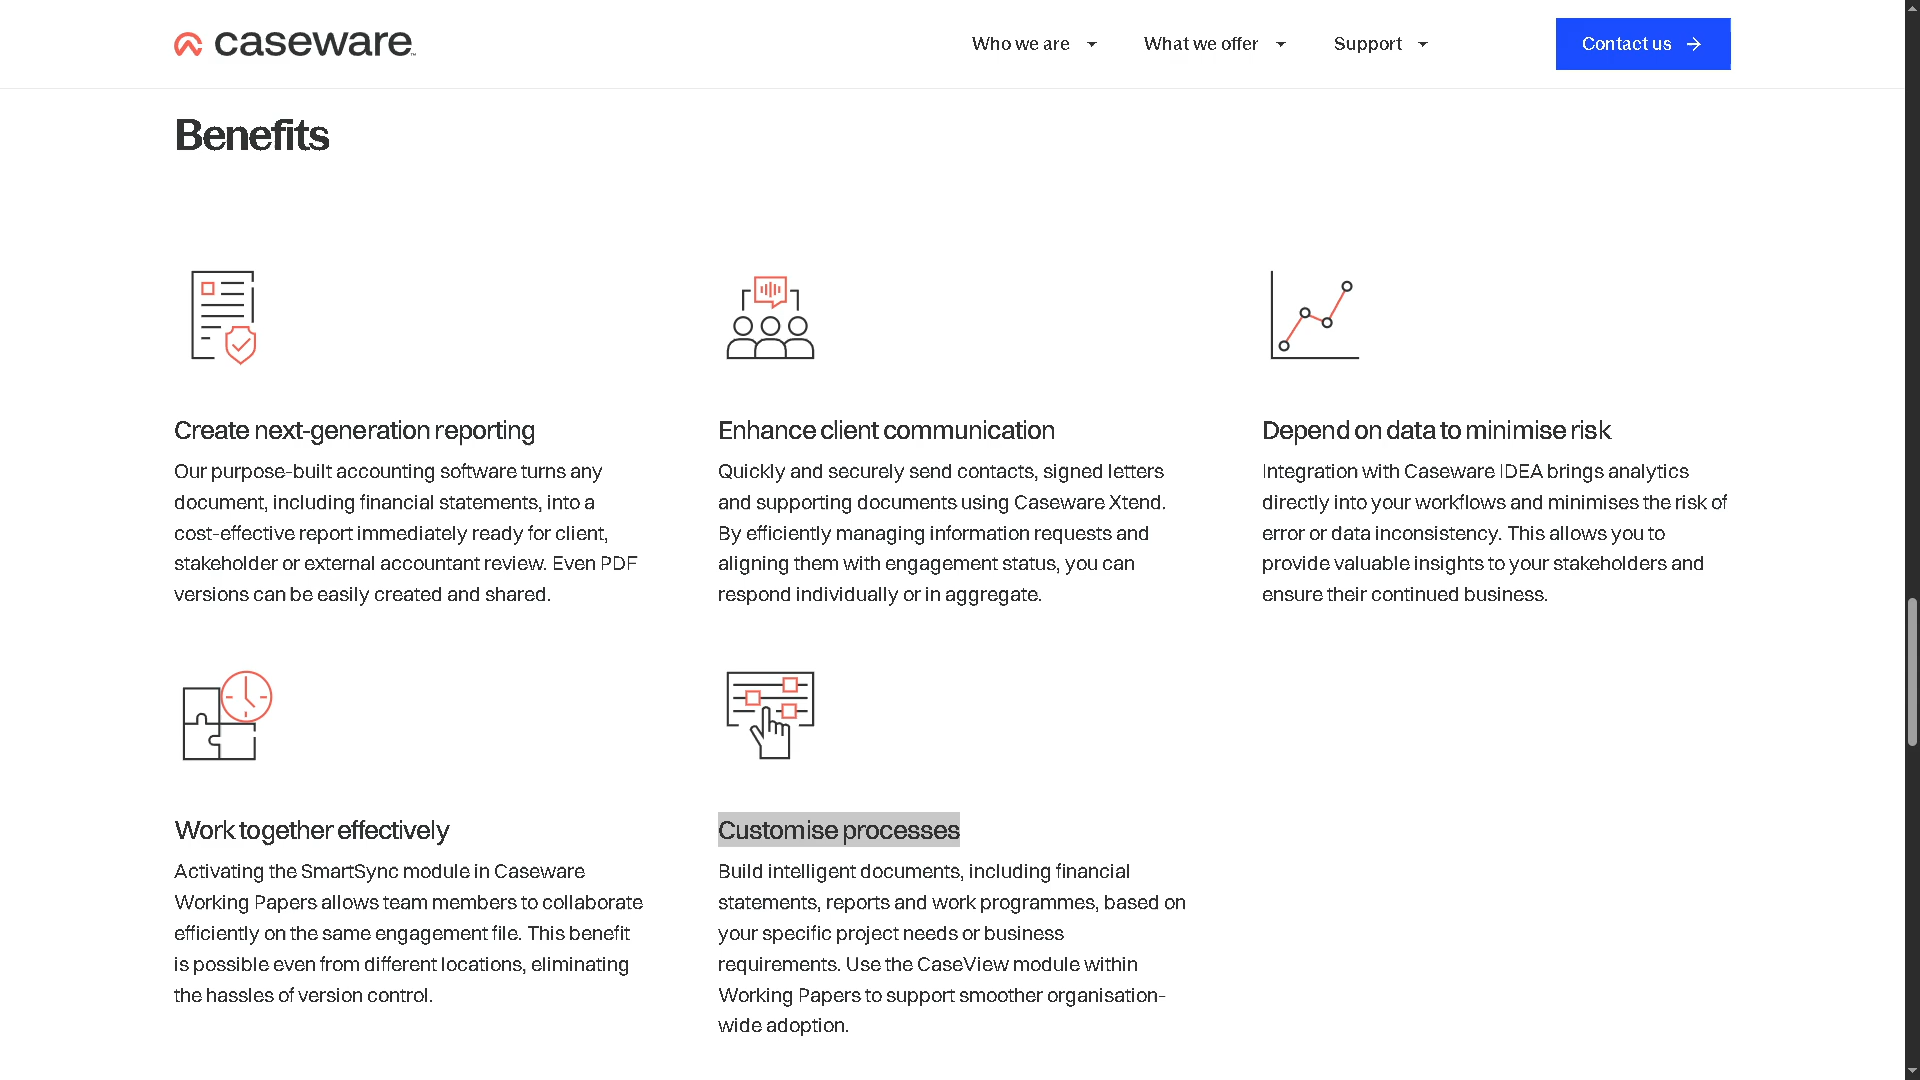 caseware
Who we are
What we offer
Support
Contact us
Benefits
Create next-generation reporting
Our purpose-built accounting software turns any
document, including financial statements, into a
cost-effective report immediately ready for client,
stakeholder or external accountant review. Even PDF
versions can be easily created and shared.
Enhance client communication
Quickly and securely send contacts, signed letters
and supporting documents using Caseware Xtend.
By efficiently managing information requests and
aligning them with engagement status, you can
respond individually or in aggregate.
Depend on data to minimise risk
Integration with Caseware IDEA brings analytics
directly into your workflows and minimises the risk of
error or data inconsistency. This allows you to
provide valuable insights to your stakeholders and
ensure their continued business.
Work together effectively
Activating the SmartSync module in Caseware
Working Papers allows team members to collaborate
efficiently on the same engagement file. This benefit
is possible even from different locations, eliminating
the hassles of version control.
Customise processes
Build intelligent documents, including financial
statements, reports and work programmes, based on
your specific project needs or business
requirements. Use the CaseView module within
Working Papers to support smoother organisation-
wide adoption.